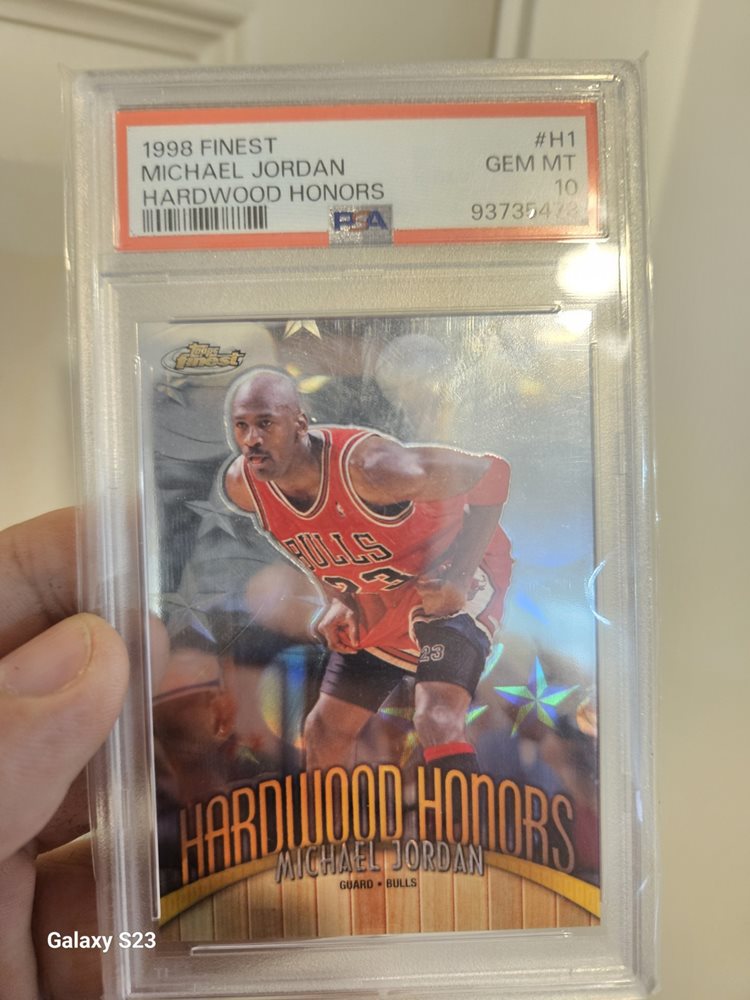 1998 FINEST #H1
MICHAEL JORDAN GEM MT
HARDWOOD HONORS 10
PSA
Topps
Finest
BULLS
23
23
HARDWOOD HONORS
MICHAEL JORDAN
GUARD • BULLS
Galaxy S23